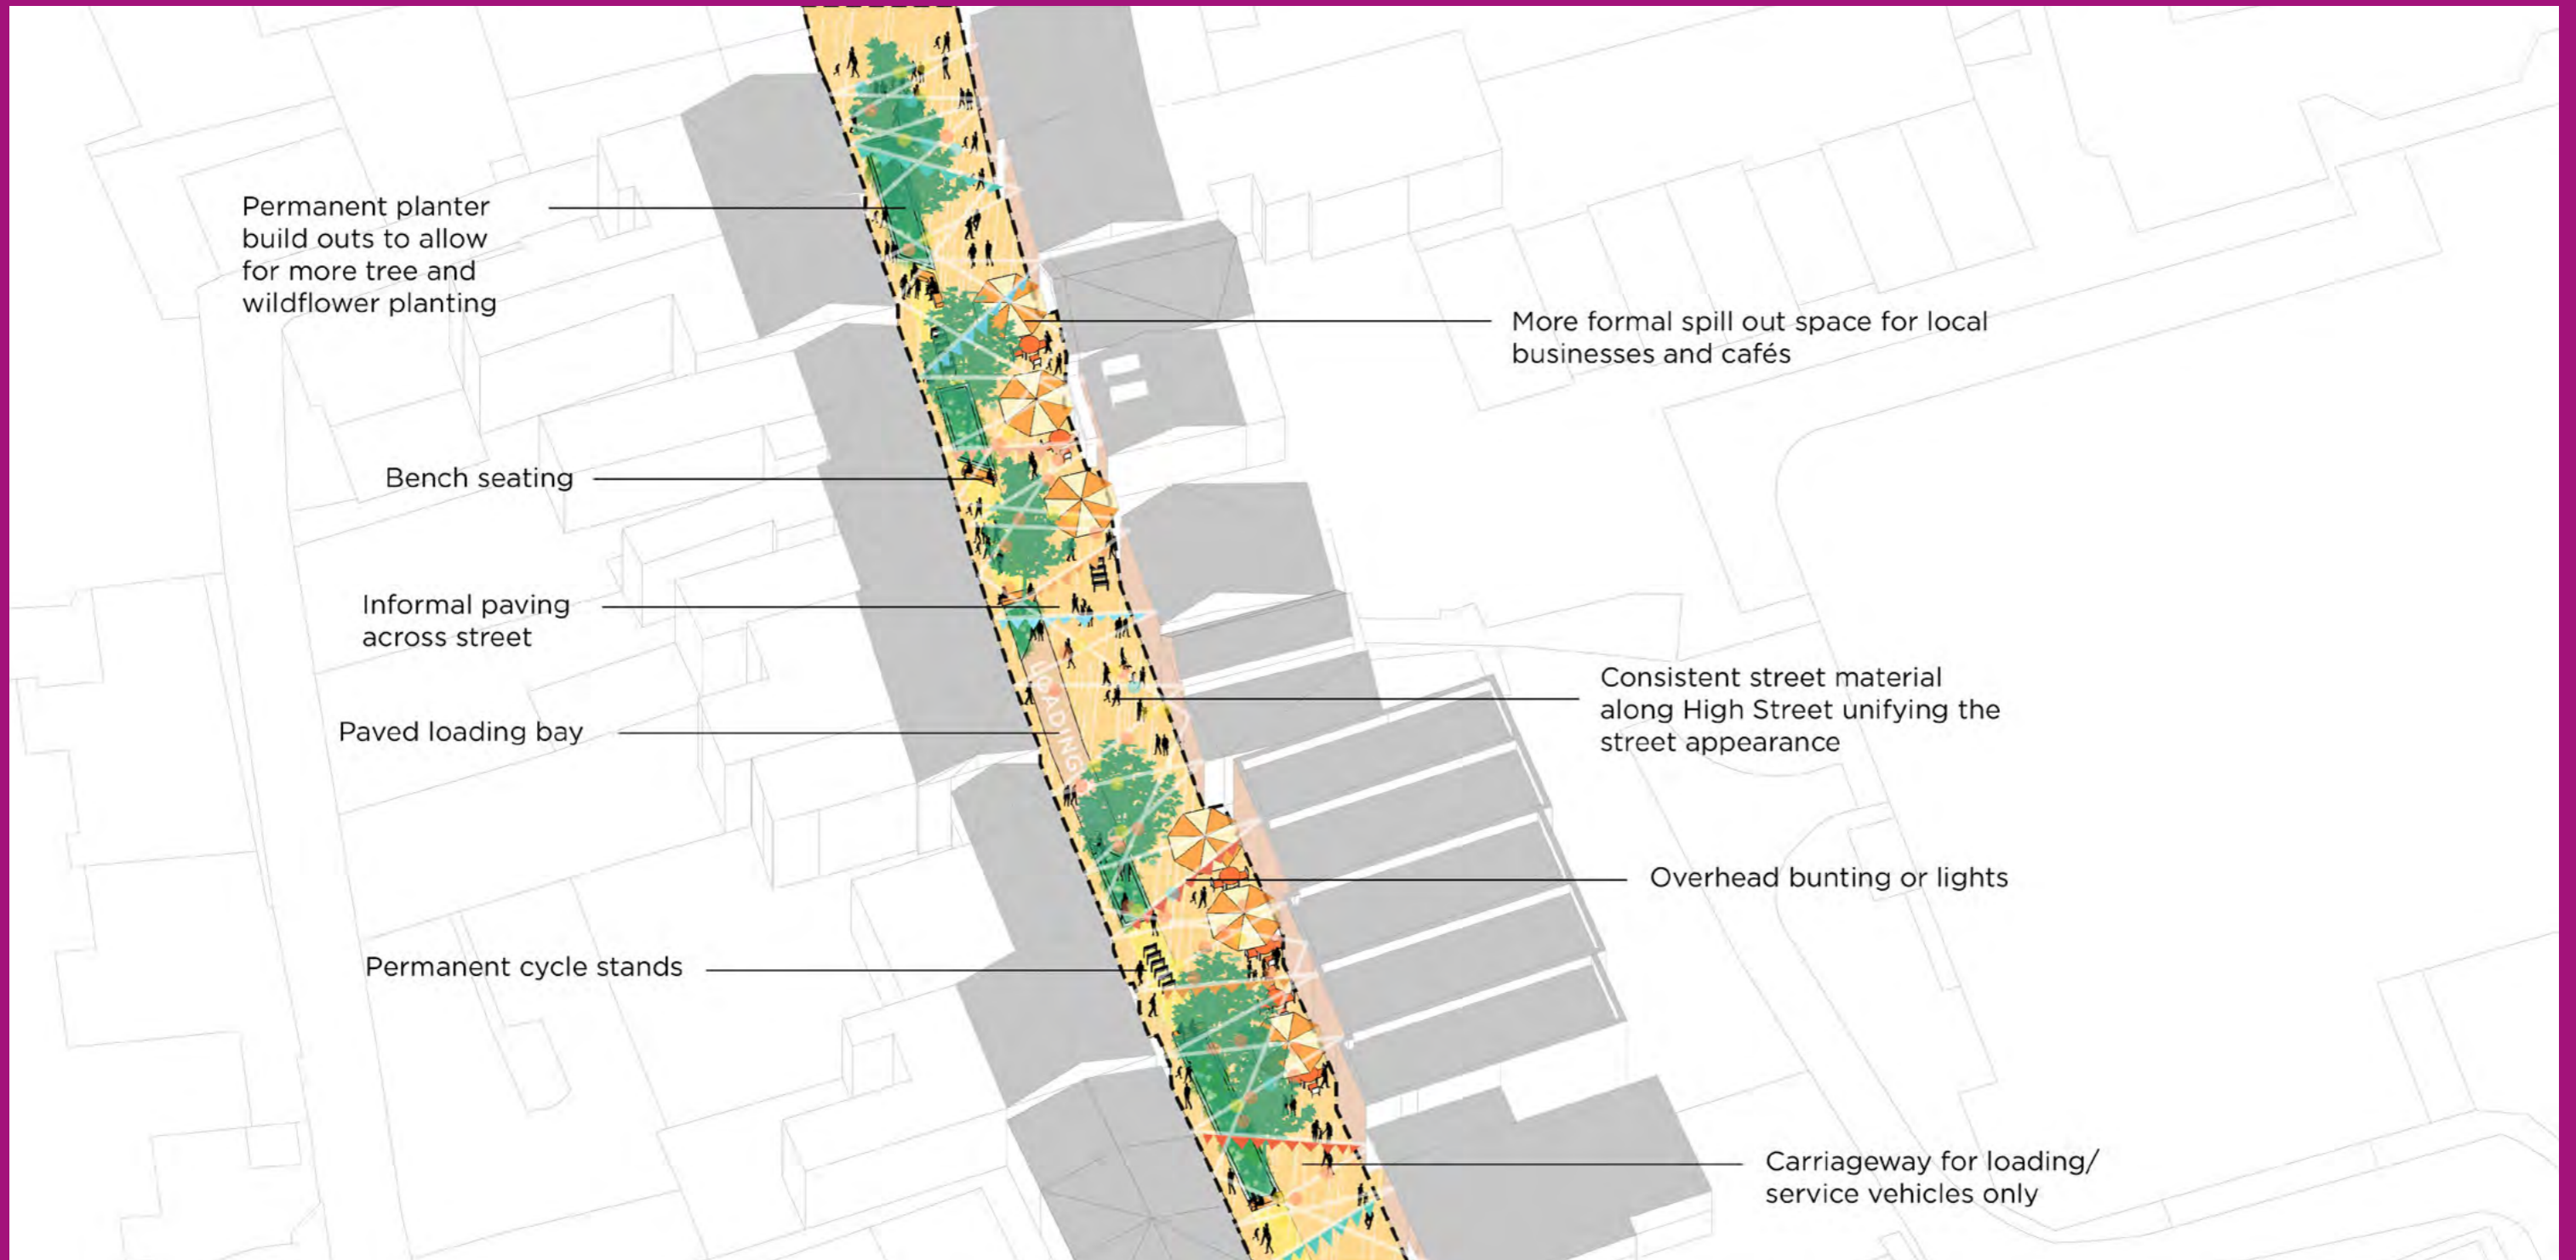 Permanent planter
build outs to allow
for more tree and
wildflower planting
More formal spill out space for local
businesses and cafés
Bench seating
Informal paving
across street
Consistent street material
along High Street unifying the
street appearance
LOADING
Paved loading bay
Overhead bunting or lights
Permanent cycle stands
Carriageway for loading/
service vehicles only